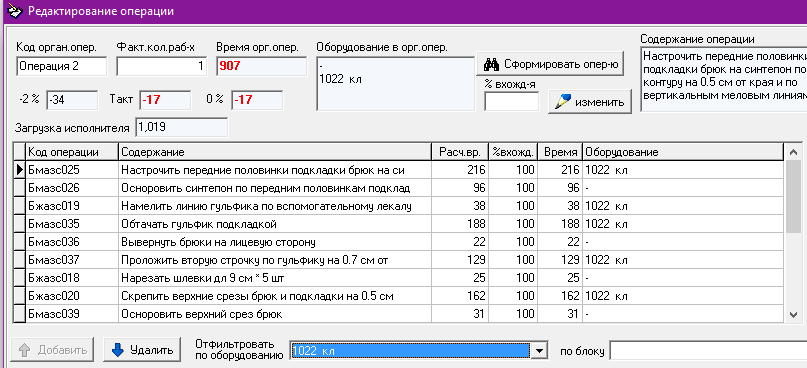 Редактирование операции
Код орган.опер. Факт.кол.раб-х Время орг.опер. Оборудование в орг.опер. Содержание операции
Операция 2 1 907 -
1022 кл
Сформировать опер-ю
% вхожд-я
изменить
Настрочить передние половинки
подкладки брюк на синтепон по
контуру на 0.5 см от края и по
вертикальным меловым линиям
-2 % -34 Такт -17 0 % -17
Загрузка исполнителя 1,019
Код операции Содержание Расч.вр. %вхожд. Время Оборудование
Бмазс025 Настрочить передние половинки подкладки брюк на си 216 100 216 1022 кл
Бмазс026 Осноровить синтепон по передним половинкам подклад 96 100 96 -
Бжазс019 Намелить линию гульфика по вспомогательному лекалу 38 100 38 1022 кл
Бмазс035 Обтачать гульфик подкладкой 188 100 188 1022 кл
Бмазс036 Вывернуть брюки на лицевую сторону 22 100 22 -
Бмазс037 Проложить вторую строчку по гульфику на 0.7 см от 129 100 129 1022 кл
Бжазс018 Нарезать шлевки дл 9 см * 5 шт 25 100 25 -
Бжазс020 Скрепить верхние срезы брюк и подкладки на 0.5 см 162 100 162 1022 кл
Бмазс039 Осноровить верхний срез брюк 31 100 31 -
Добавить Удалить Отфильтровать
по оборудованию 1022 кл по блоку